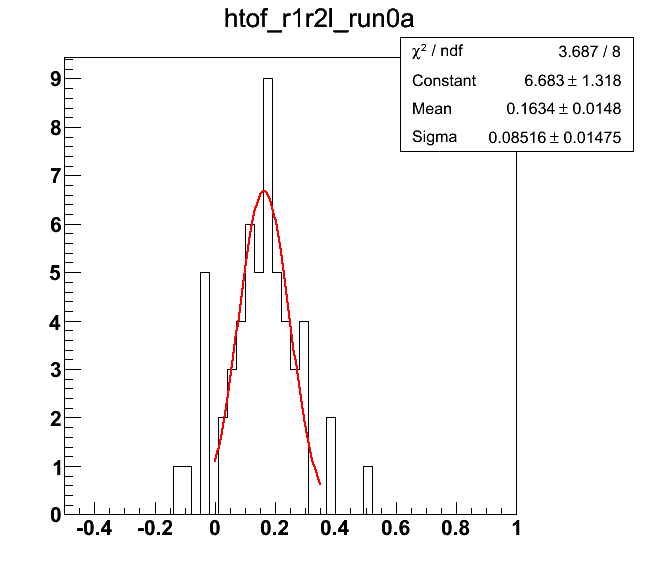 htof_r1r2l_run0a
χ² / ndf 3.687 / 8
Constant 6.683 ± 1.318
Mean 0.1634 ± 0.0148
Sigma 0.08516 ± 0.01475
9
8
7
6
5
4
3
2
1
0
-0.4 -0.2 0 0.2 0.4 0.6 0.8 1